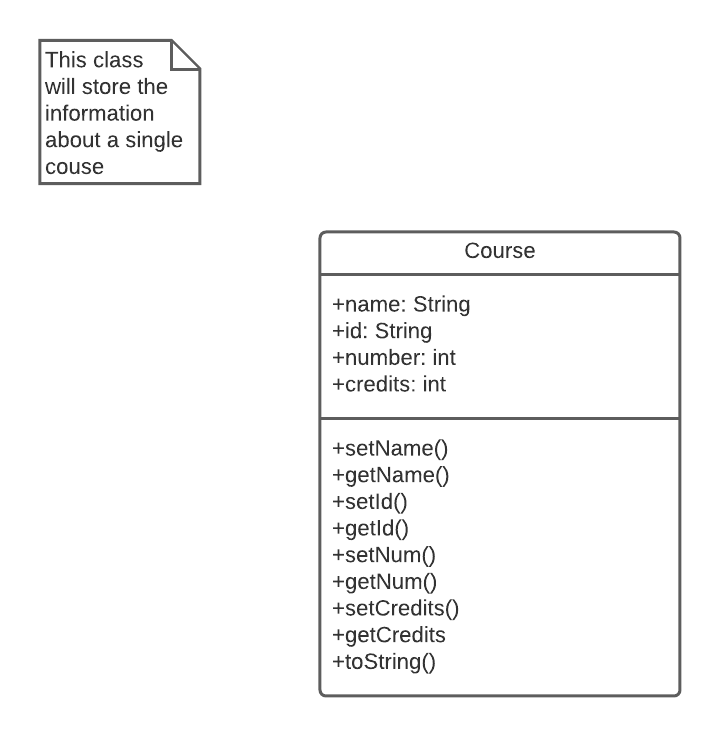 This class
will store the
information
about a single
couse
Course
+name: String
+id: String
+number: int
+credits: int
+setName()
+getName()
+setId()
+getId()
+setNum()
+getNum()
+setCredits()
+getCredits
+toString()